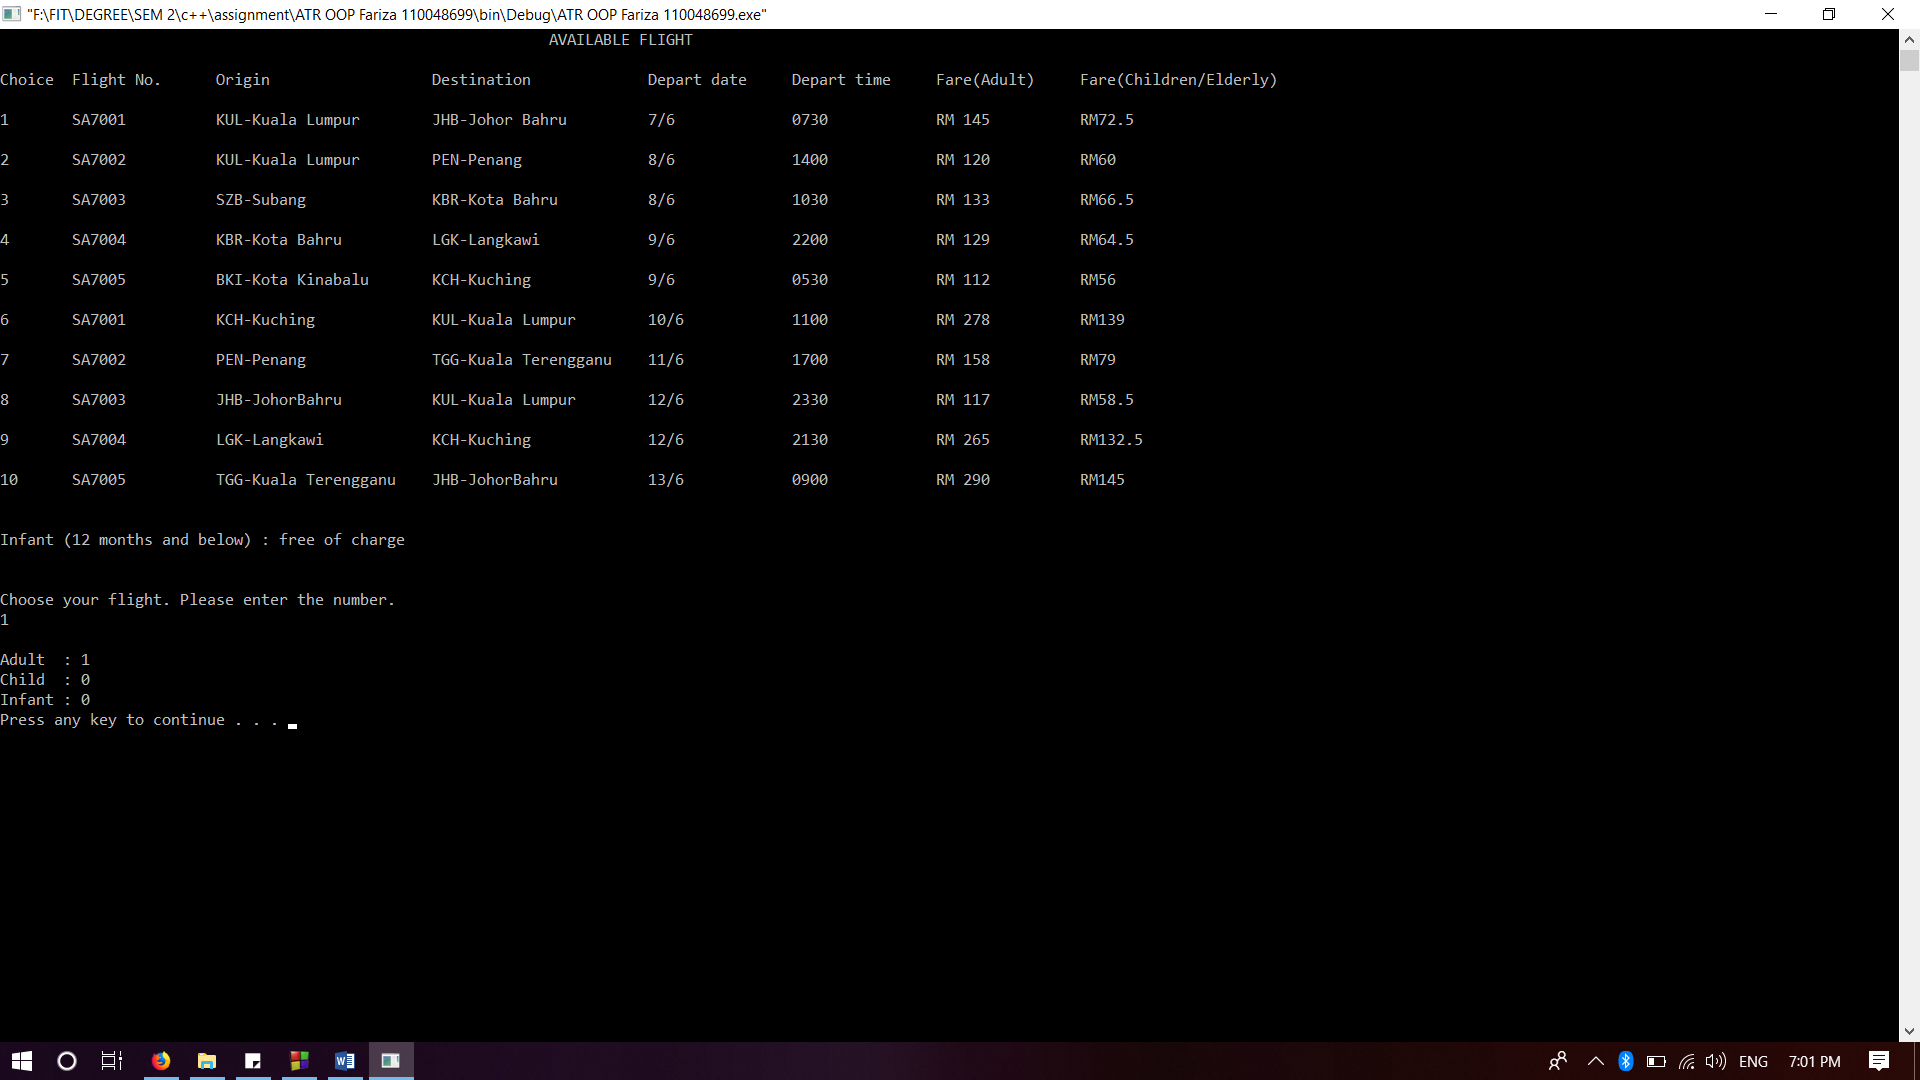 "F:\FIT\DEGREE\SEM 2\c++\assignment\ATR OOP Fariza 110048699\bin\Debug\ATR OOP Fariza 110048699.exe"
AVAILABLE FLIGHT
Choice Flight No. Origin Destination Depart date Depart time Fare(Adult) Fare(Children/Elderly)
1 SA7001 KUL-Kuala Lumpur JHB-Johor Bahru 7/6 0730 RM 145 RM72.5
2 SA7002 KUL-Kuala Lumpur PEN-Penang 8/6 1400 RM 120 RM60
3 SA7003 SZB-Subang KBR-Kota Bahru 8/6 1030 RM 133 RM66.5
4 SA7004 KBR-Kota Bahru LGK-Langkawi 9/6 2200 RM 129 RM64.5
5 SA7005 BKI-Kota Kinabalu KCH-Kuching 9/6 0530 RM 112 RM56
6 SA7001 KCH-Kuching KUL-Kuala Lumpur 10/6 1100 RM 278 RM139
7 SA7002 PEN-Penang TGG-Kuala Terengganu 11/6 1700 RM 158 RM79
8 SA7003 JHB-JohorBahru KUL-Kuala Lumpur 12/6 2330 RM 117 RM58.5
9 SA7004 LGK-Langkawi KCH-Kuching 12/6 2130 RM 265 RM132.5
10 SA7005 TGG-Kuala Terengganu JHB-JohorBahru 13/6 0900 RM 290 RM145
Infant (12 months and below) : free of charge
Choose your flight. Please enter the number.
1
Adult : 1
Child : 0
Infant : 0
Press any key to continue . . .
ENG 7:01 PM